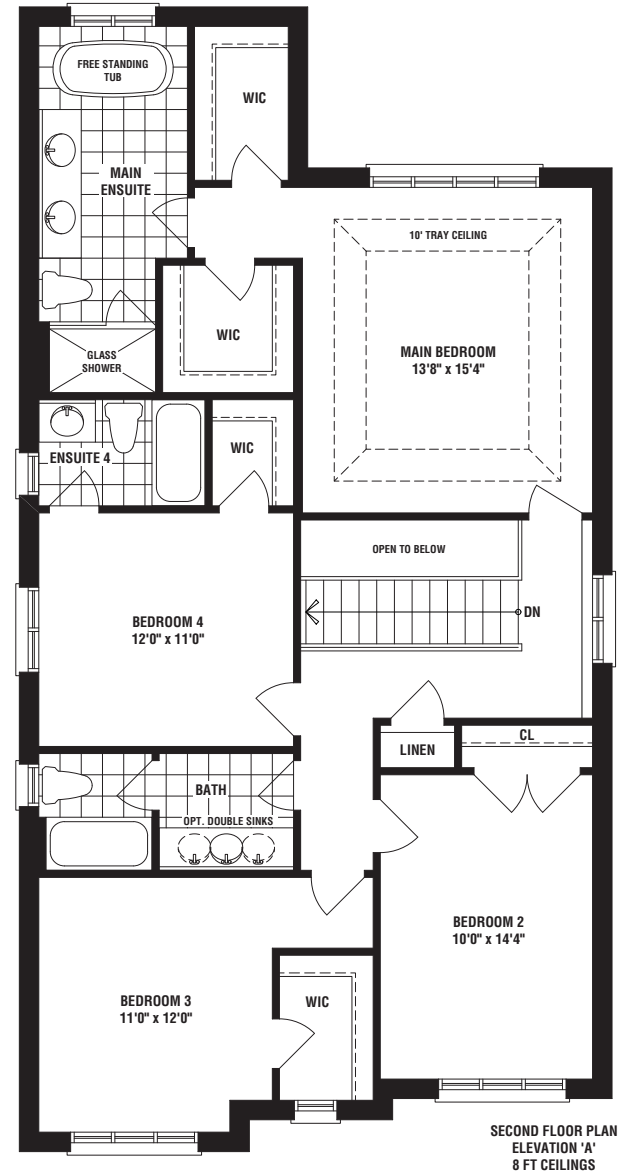 FREE STANDING
TUB
WIC
MAIN
ENSUITE
10' TRAY CEILING
WIC
MAIN BEDROOM
13'8" x 15'4"
GLASS
SHOWER
ENSUITE 4
WIC
OPEN TO BELOW
DN
BEDROOM 4
12'0" x 11'0"
LINEN
CL
BATH
OPT. DOUBLE SINKS
BEDROOM 2
10'0" x 14'4"
BEDROOM 3
11'0" x 12'0"
WIC
SECOND FLOOR PLAN
ELEVATION 'A'
8 FT CEILINGS